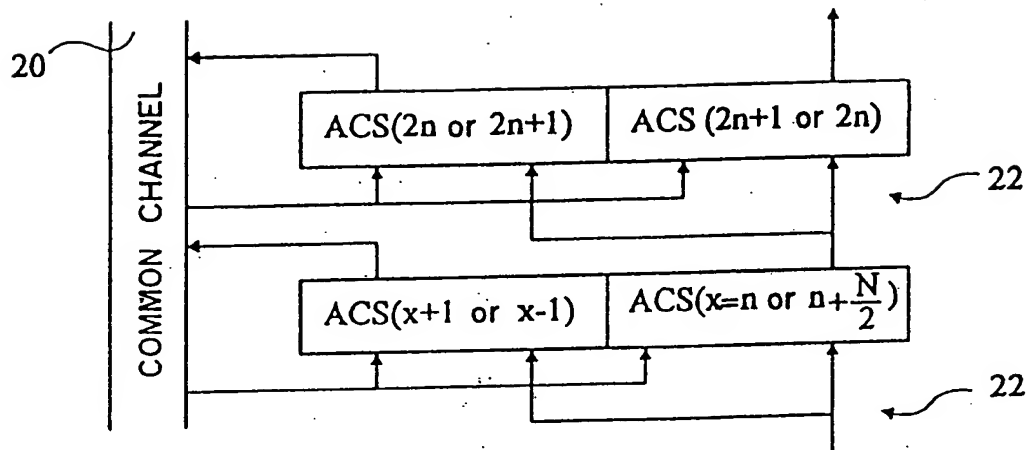 20
COMMON CHANNEL
ACS(2n or 2n+1)
ACS (2n+1 or 2n)
22
ACS(x+1 or x-1)
ACS(x=n or n+N/2)
22